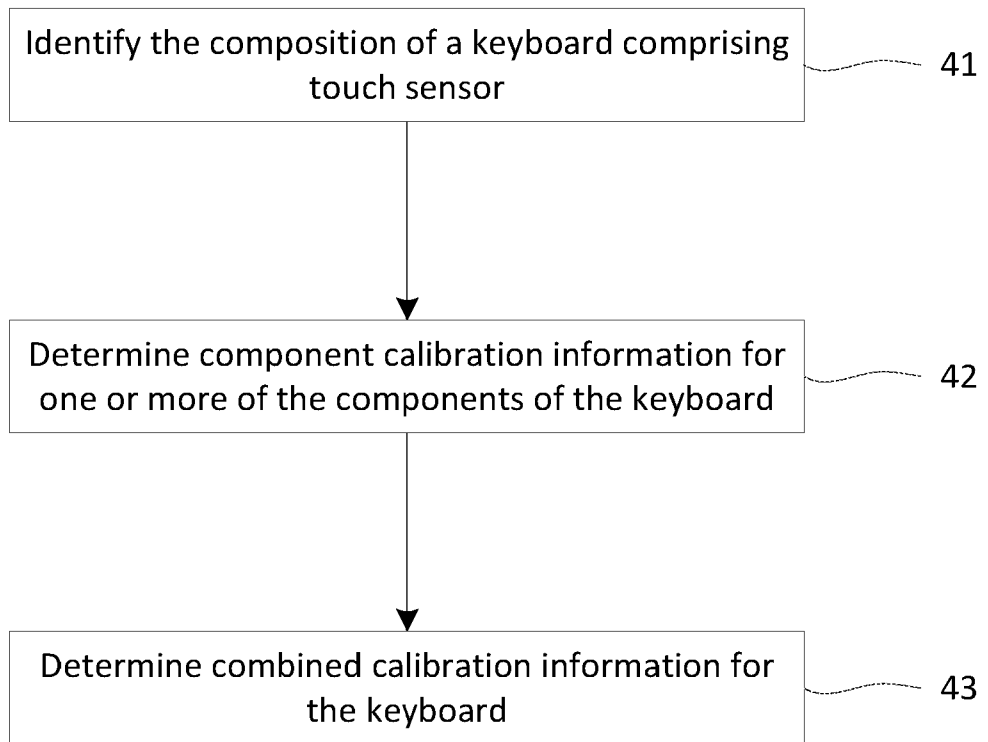 Identify the composition of a keyboard comprising
touch sensor
41
Determine component calibration information for
one or more of the components of the keyboard
42
Determine combined calibration information for
the keyboard
43